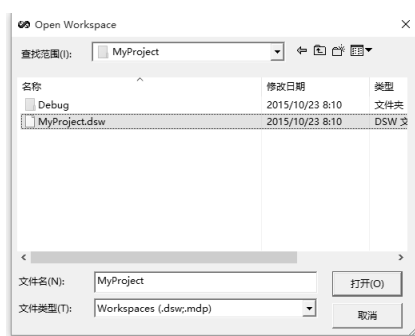 Open Workspace
查找范围(I): MyProject
名称 修改日期 类型
Debug 2015/10/23 8:10 文件夹
MyProject.dsw 2015/10/23 8:10 DSW 文
文件名(N): MyProject 打开(O)
文件类型(T): Workspaces (.dsw;.mdp) 取消